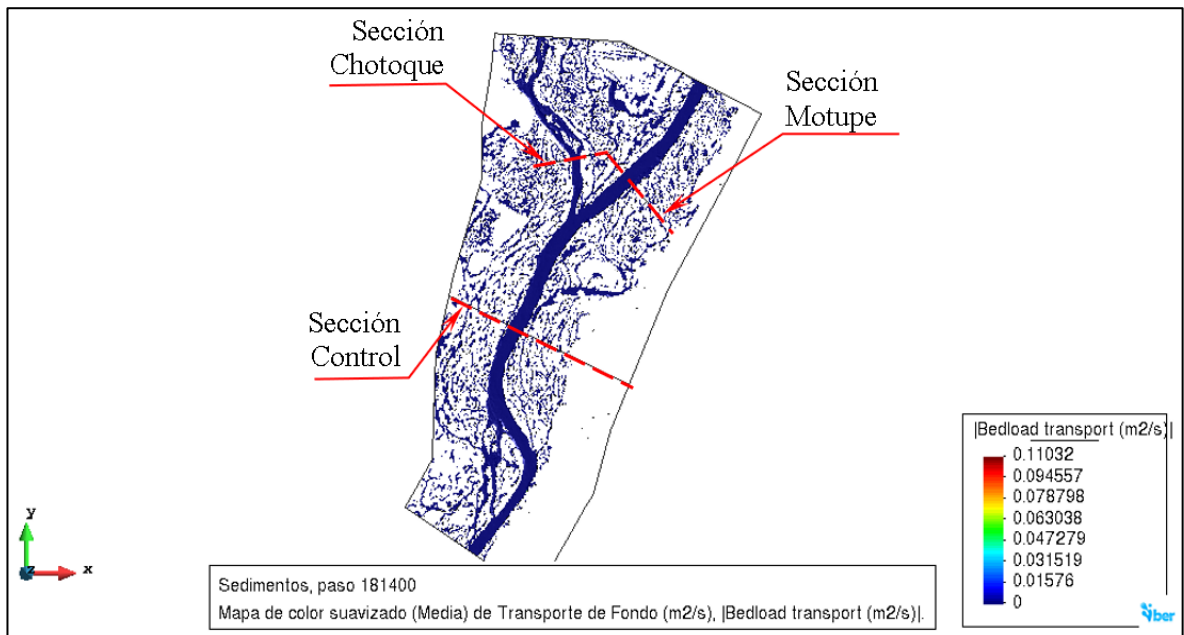 Sección
Chotoque
Sección
Motupe
Sección
Control
|Bedload transport (m2/s)|
0.11032
0.094557
0.078798
0.063038
0.047279
0.031519
0.01576
0
y
z
x
Sedimentos, paso 181400
Mapa de color suavizado (Media) de Transporte de Fondo (m2/s), |Bedload transport (m2/s)|.
iber